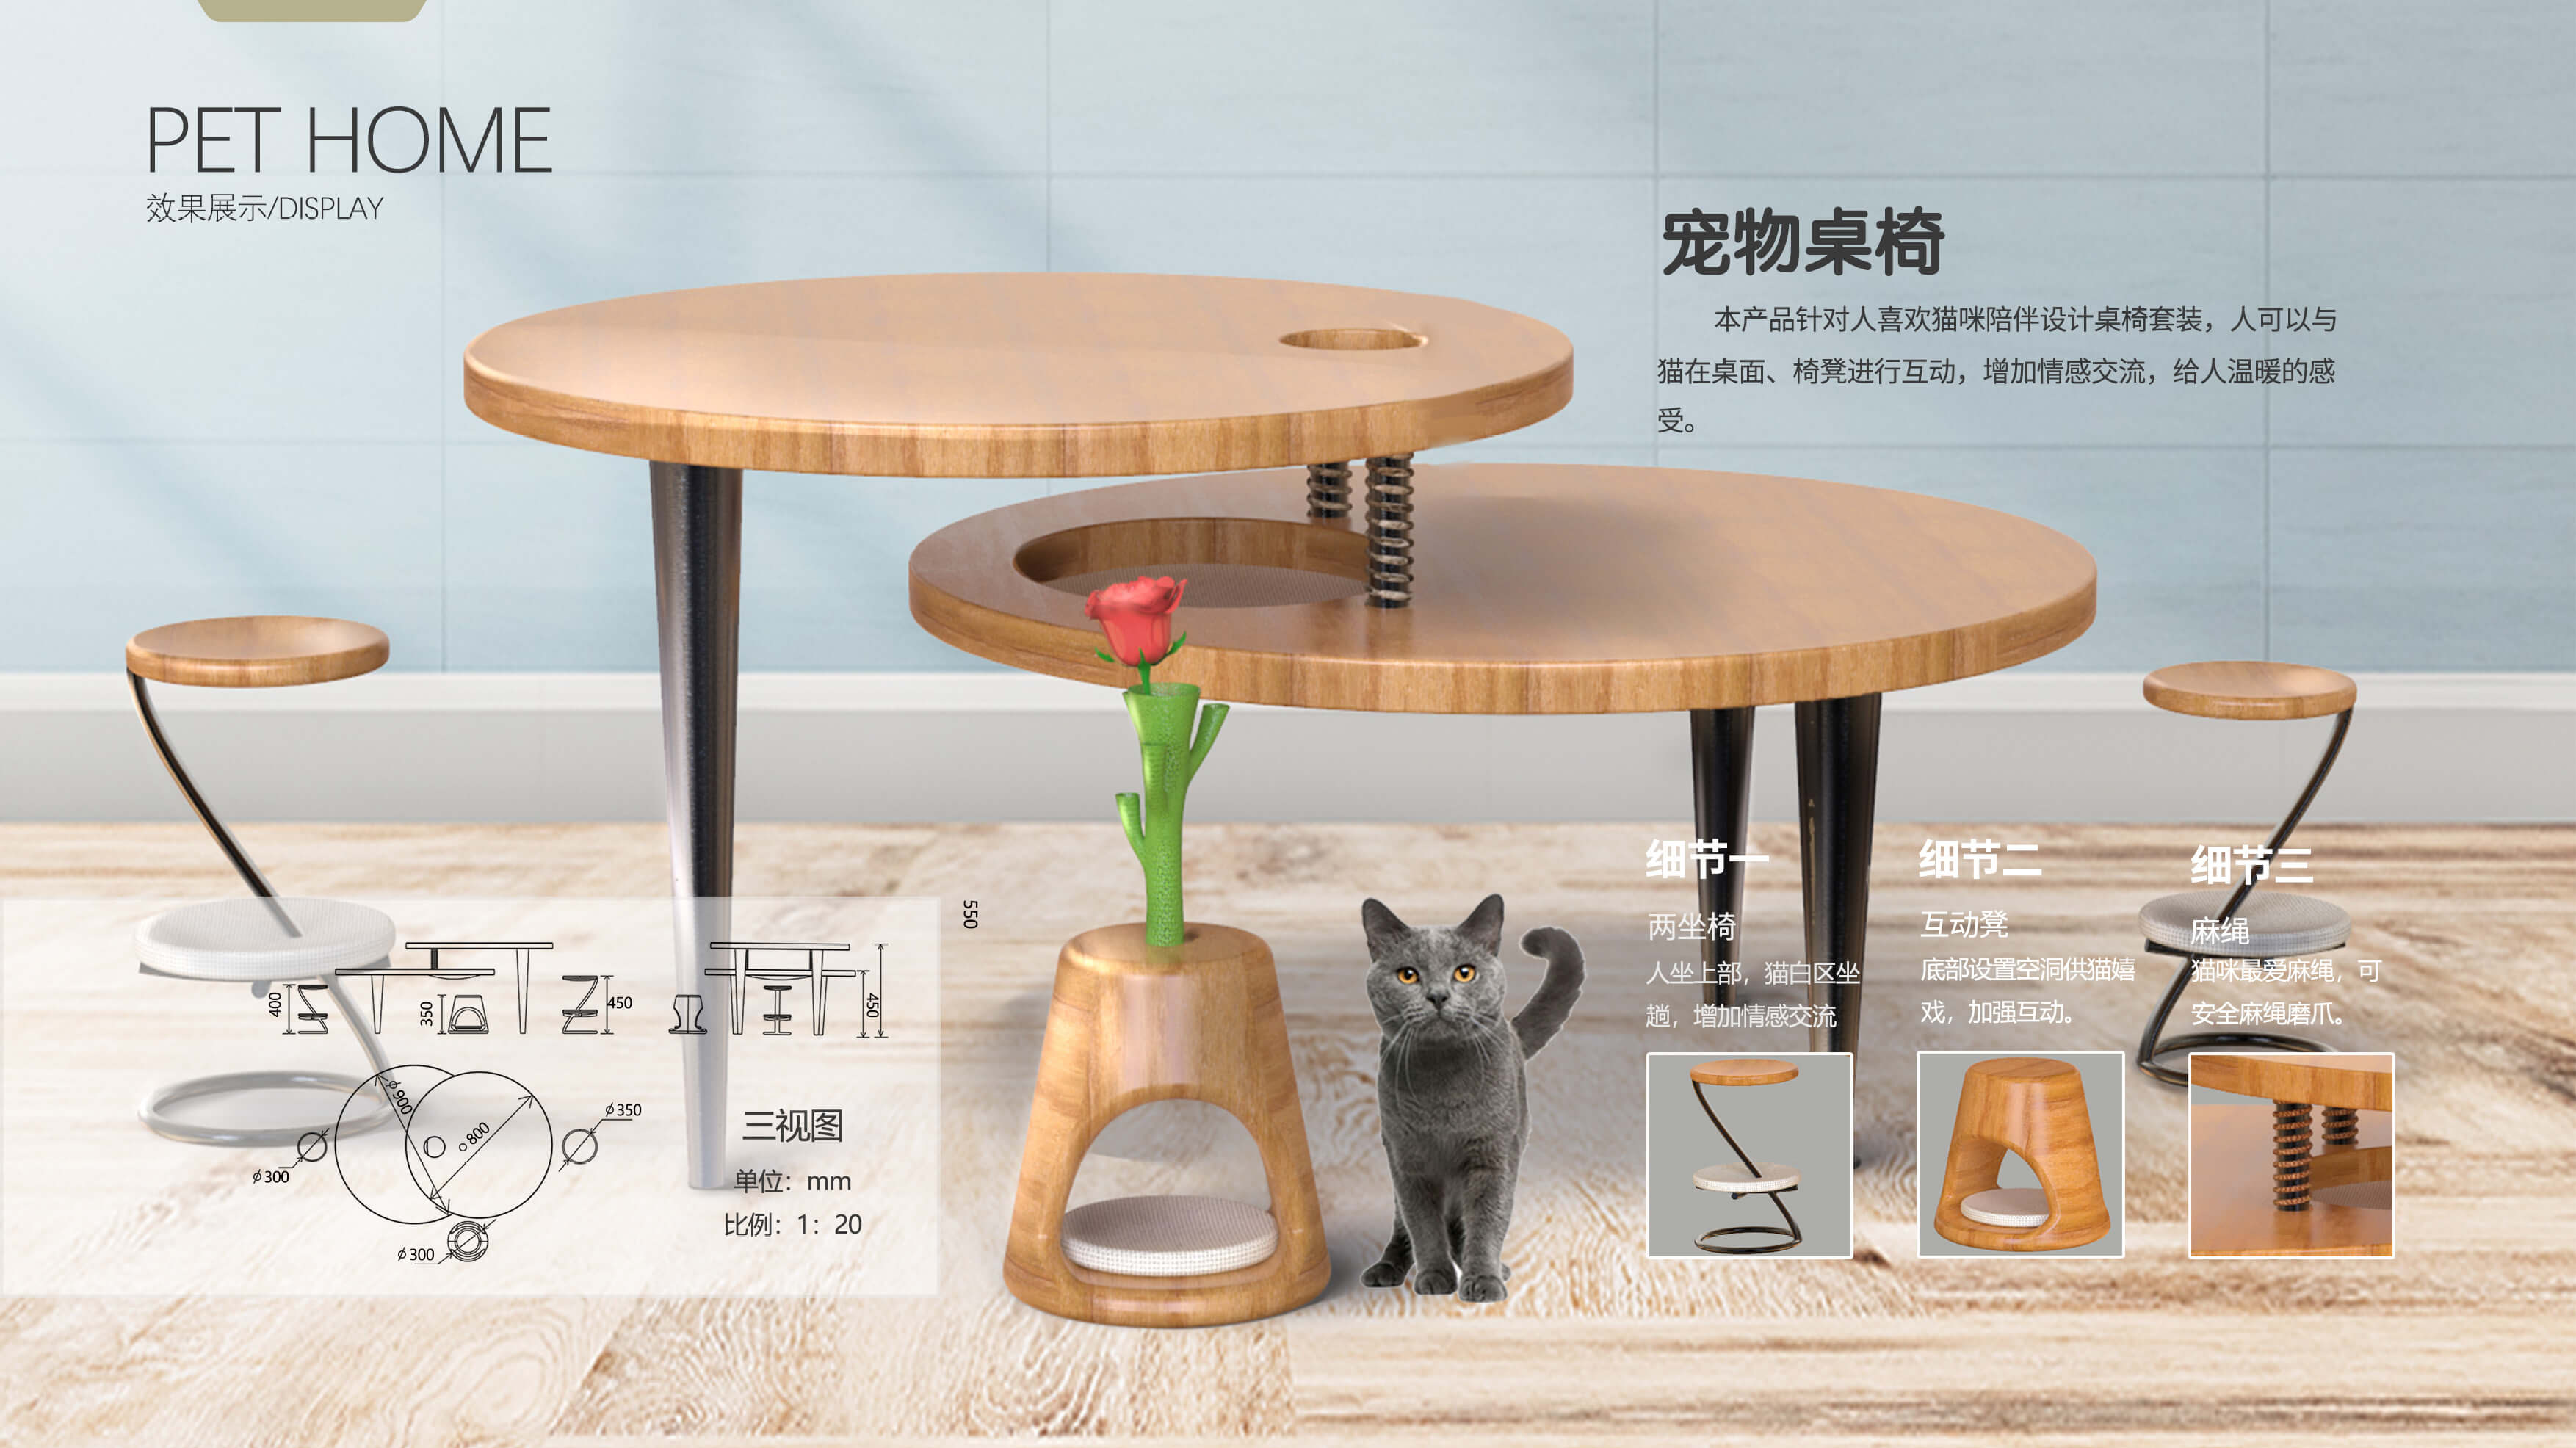 PET HOME
效果展示/DISPLAY
宠物桌椅
本产品针对人喜欢猫咪陪伴设计桌椅套装，人可以与
猫在桌面、椅凳进行互动，增加情感交流，给人温暖的感
受。
细节一
两坐椅
人坐上部，猫白区坐
趟，增加情感交流
细节二
互动凳
底部设置空洞供猫嬉
戏，加强互动。
细节三
麻绳
猫咪最爱麻绳，可
安全麻绳磨爪。
550
400
350
450
450
ϕ900
○800
ϕ350
ϕ300
ϕ300
三视图
单位：mm
比例：1：20